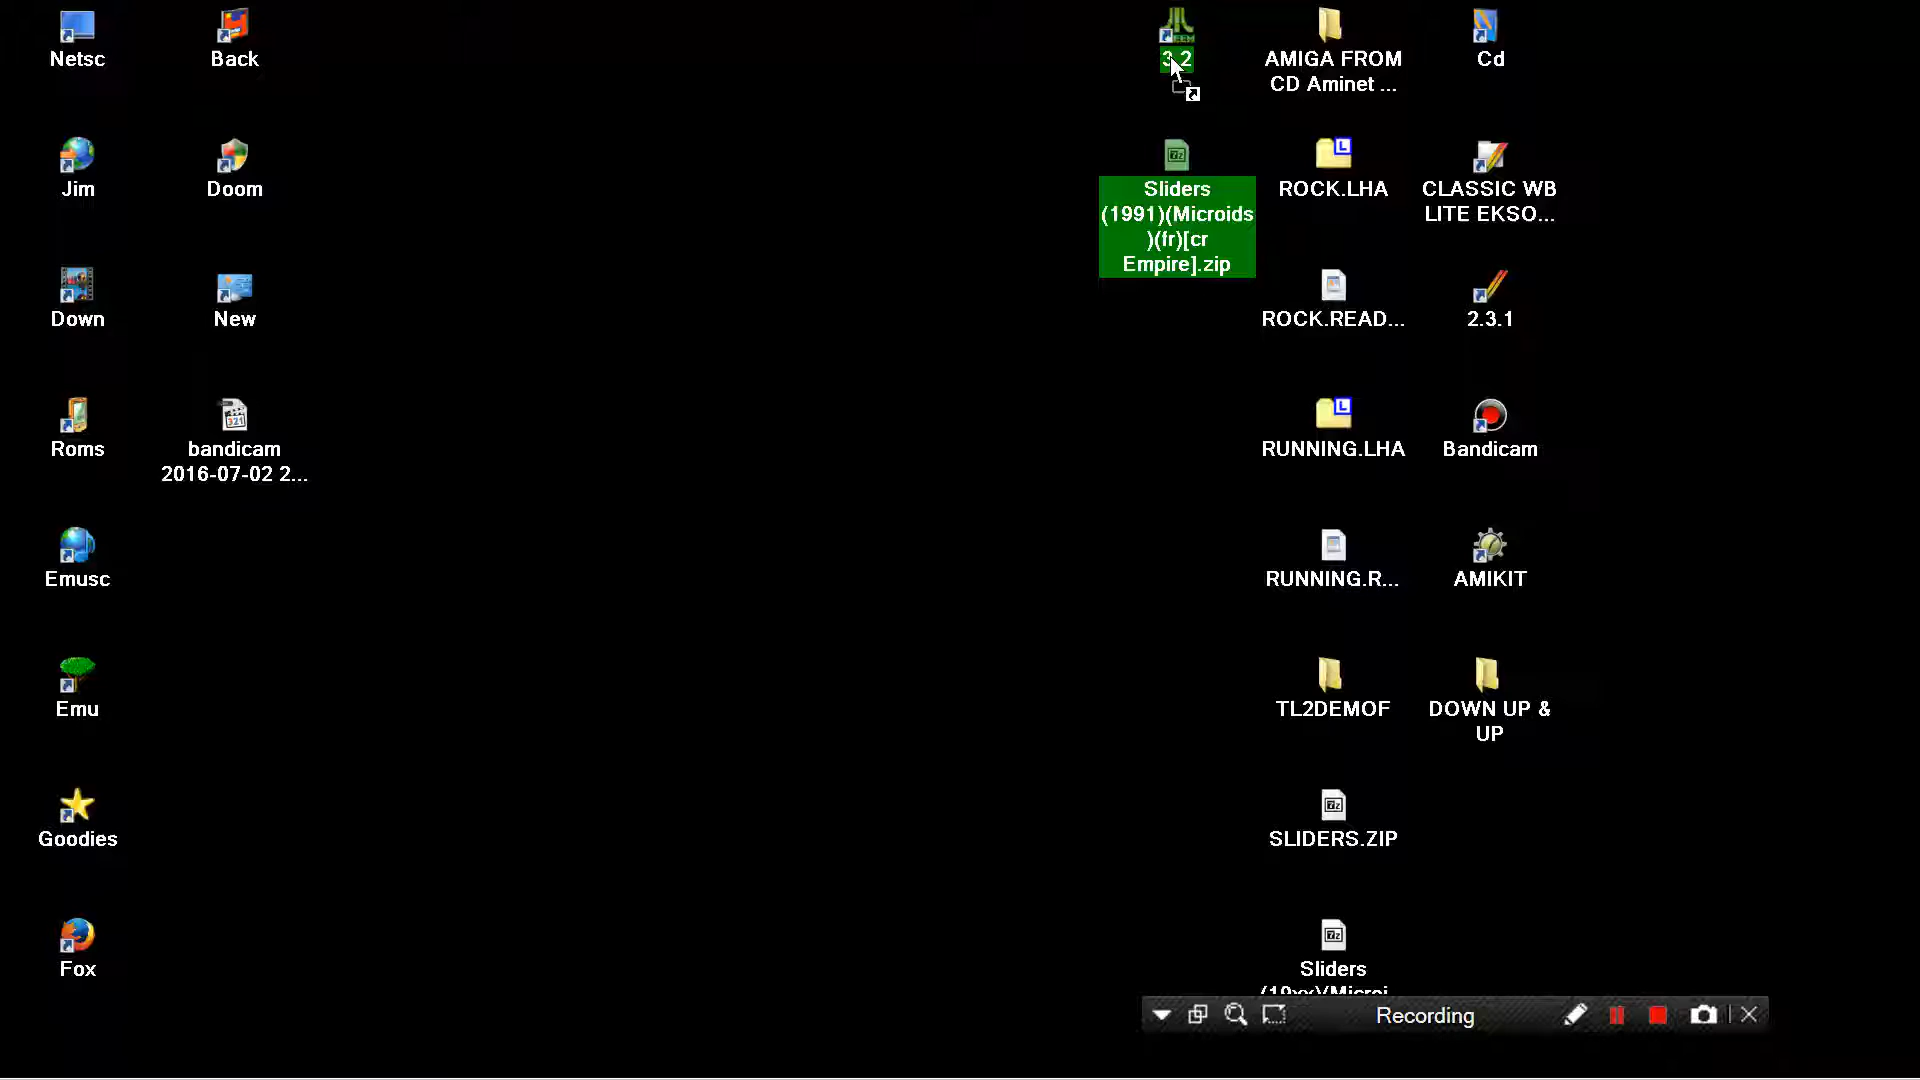 Netsc
Back
3.2
AMIGA FROM
CD Aminet ...
Cd
Jim
Doom
Sliders
(1991)(Microids
)(fr)[cr
Empire].zip
ROCK.LHA
CLASSIC WB
LITE EKSO...
Down
New
ROCK.READ...
2.3.1
Roms
bandicam
2016-07-02 2...
RUNNING.LHA
Bandicam
Emusc
RUNNING.R...
AMIKIT
Emu
TL2DEMOF
DOWN UP &
UP
Goodies
SLIDERS.ZIP
Fox
Sliders
(19xx)(Microi...
Recording